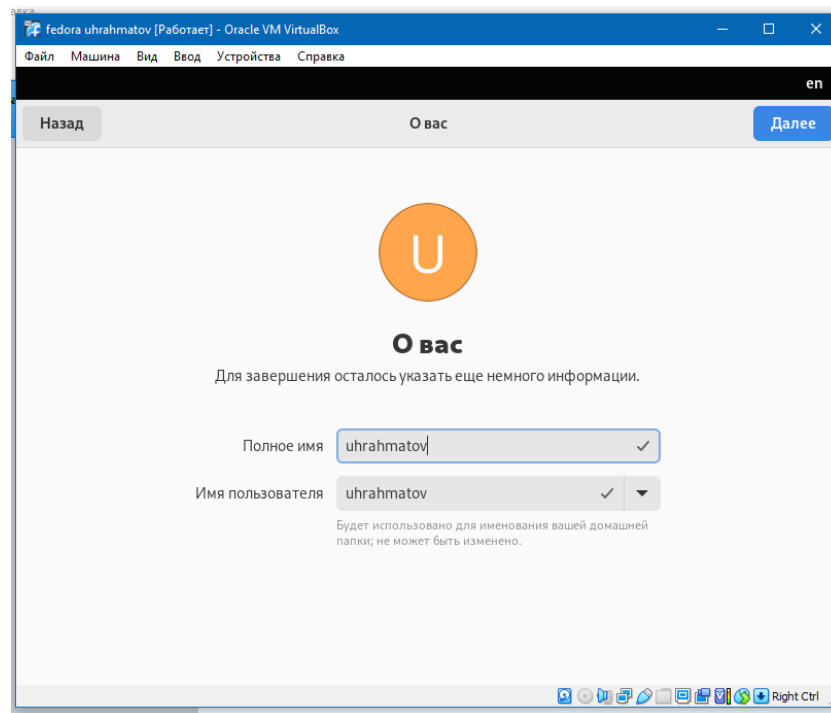 fedora uhrahmatov [Работает] - Oracle VM VirtualBox
Файл Машина Вид Ввод Устройства Справка
en
Назад О вас Далее
U
О вас
Для завершения осталось указать еще немного информации.
Полное имя uhrahmatov
Имя пользователя uhrahmatov
Будет использовано для именования вашей домашней
папки; не может быть изменено.
Right Ctrl